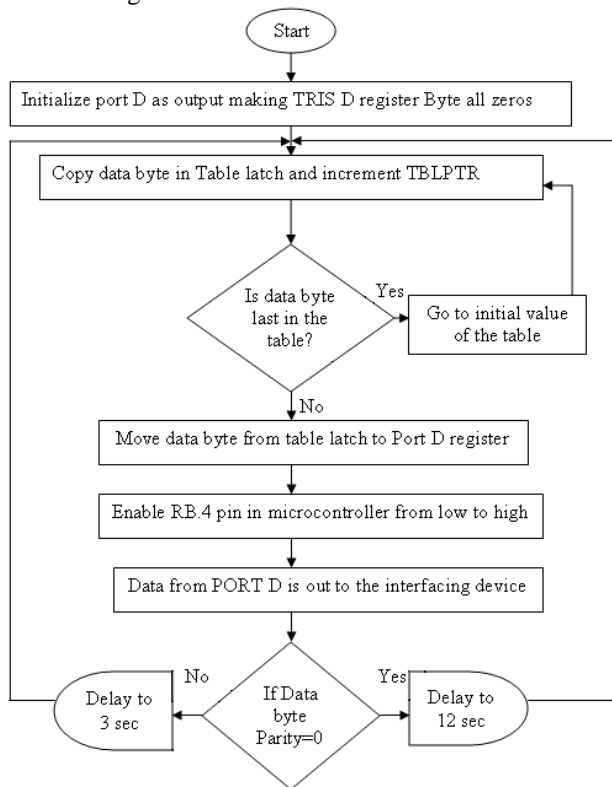 Start
Initialize port D as output making TRIS D register Byte all zeros
Copy data byte in Table latch and increment TBLPTR
Is data byte
last in the
table?
Yes
Go to initial value
of the table
No
Move data byte from table latch to Port D register
Enable RB.4 pin in microcontroller from low to high
Data from PORT D is out to the interfacing device
If Data
byte
Parity=0
No
Delay to
3 sec
Yes
Delay to
12 sec